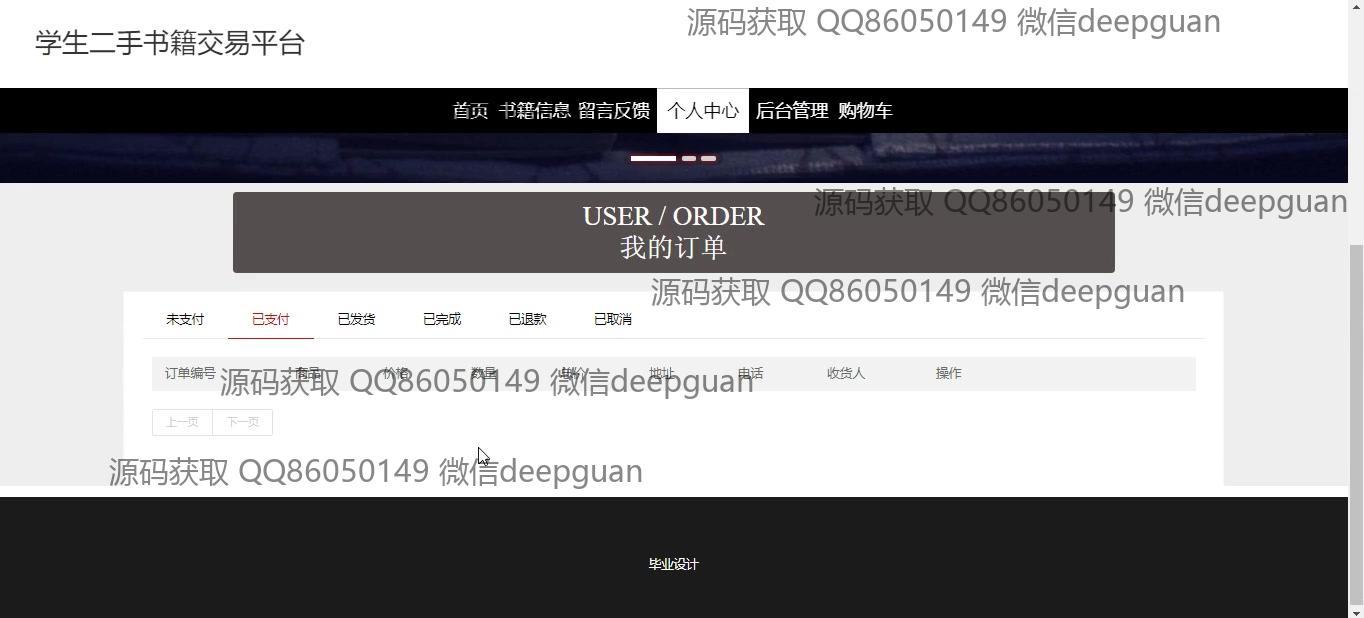 源码获取 QQ86050149 微信deepguan
学生二手书籍交易平台
首页 书籍信息 留言反馈 个人中心 后台管理 购物车
源码获取 QQ86050149 微信deepguan
USER / ORDER
我的订单
源码获取 QQ86050149 微信deepguan
未支付 已支付 已发货 已完成 已退款 已取消
订单编号 商品 价格 数量 总价 地址 电话 收货人 操作
源码获取 QQ86050149 微信deepguan
上一页 下一页
源码获取 QQ86050149 微信deepguan
毕业设计